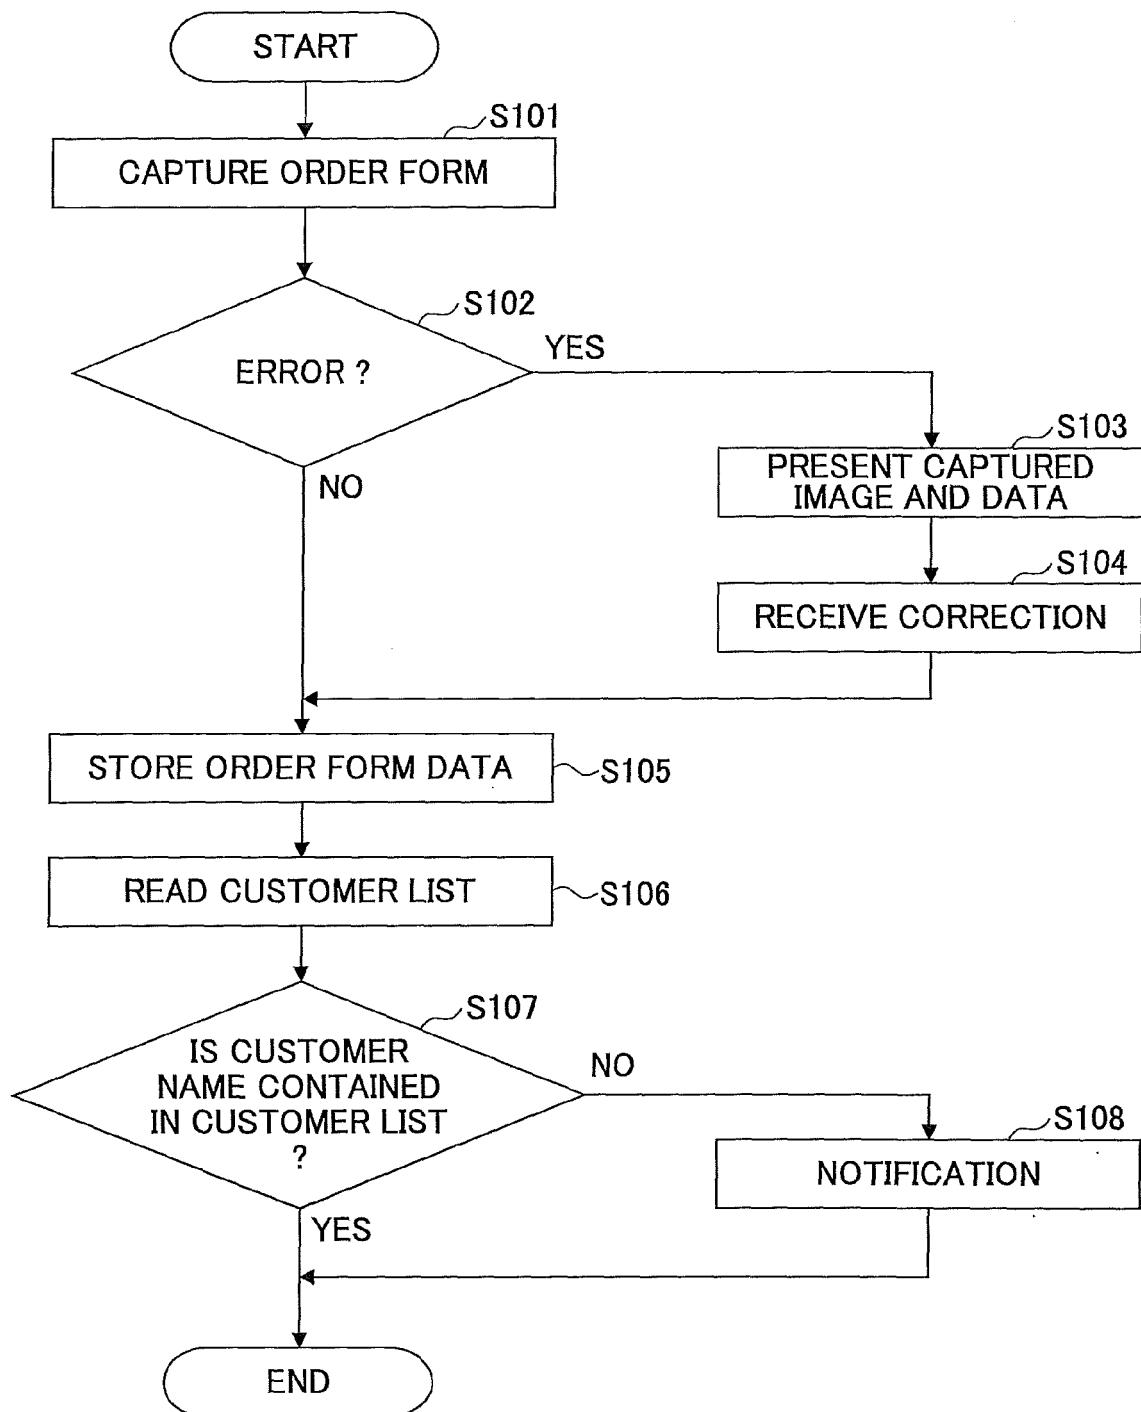 START
S101
CAPTURE ORDER FORM
S102
ERROR ?
YES
NO
S103
PRESENT CAPTURED
IMAGE AND DATA
S104
RECEIVE CORRECTION
STORE ORDER FORM DATA
S105
READ CUSTOMER LIST
S106
S107
IS CUSTOMER
NAME CONTAINED
IN CUSTOMER LIST
?
NO
YES
S108
NOTIFICATION
END